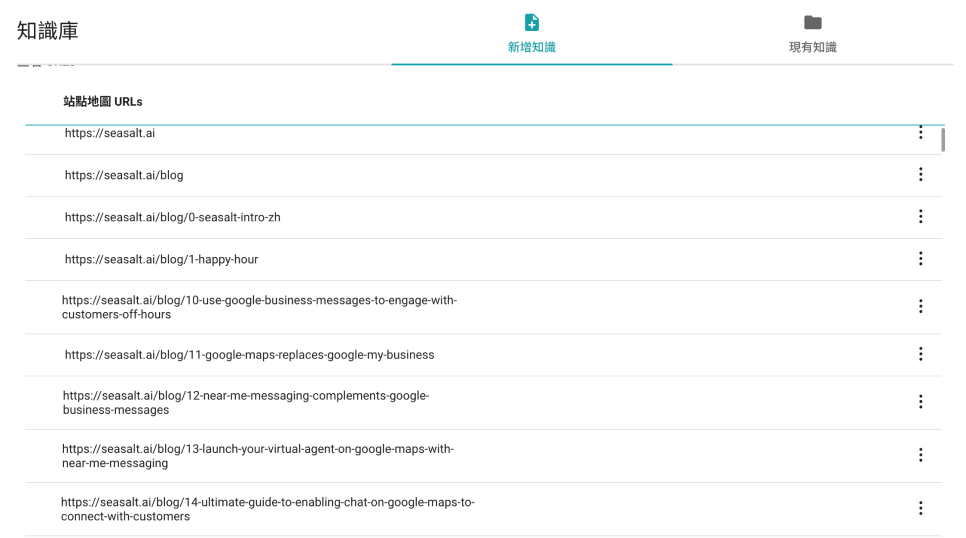 知識庫
新增知識
現有知識
站點地圖 URLs
https://seasalt.ai
https://seasalt.ai/blog
https://seasalt.ai/blog/0-seasalt-intro-zh
https://seasalt.ai/blog/1-happy-hour
https://seasalt.ai/blog/10-use-google-business-messages-to-engage-with-
customers-off-hours
https://seasalt.ai/blog/11-google-maps-replaces-google-my-business
https://seasalt.ai/blog/12-near-me-messaging-complements-google-
business-messages
https://seasalt.ai/blog/13-launch-your-virtual-agent-on-google-maps-with-
near-me-messaging
https://seasalt.ai/blog/14-ultimate-guide-to-enabling-chat-on-google-maps-to-
connect-with-customers